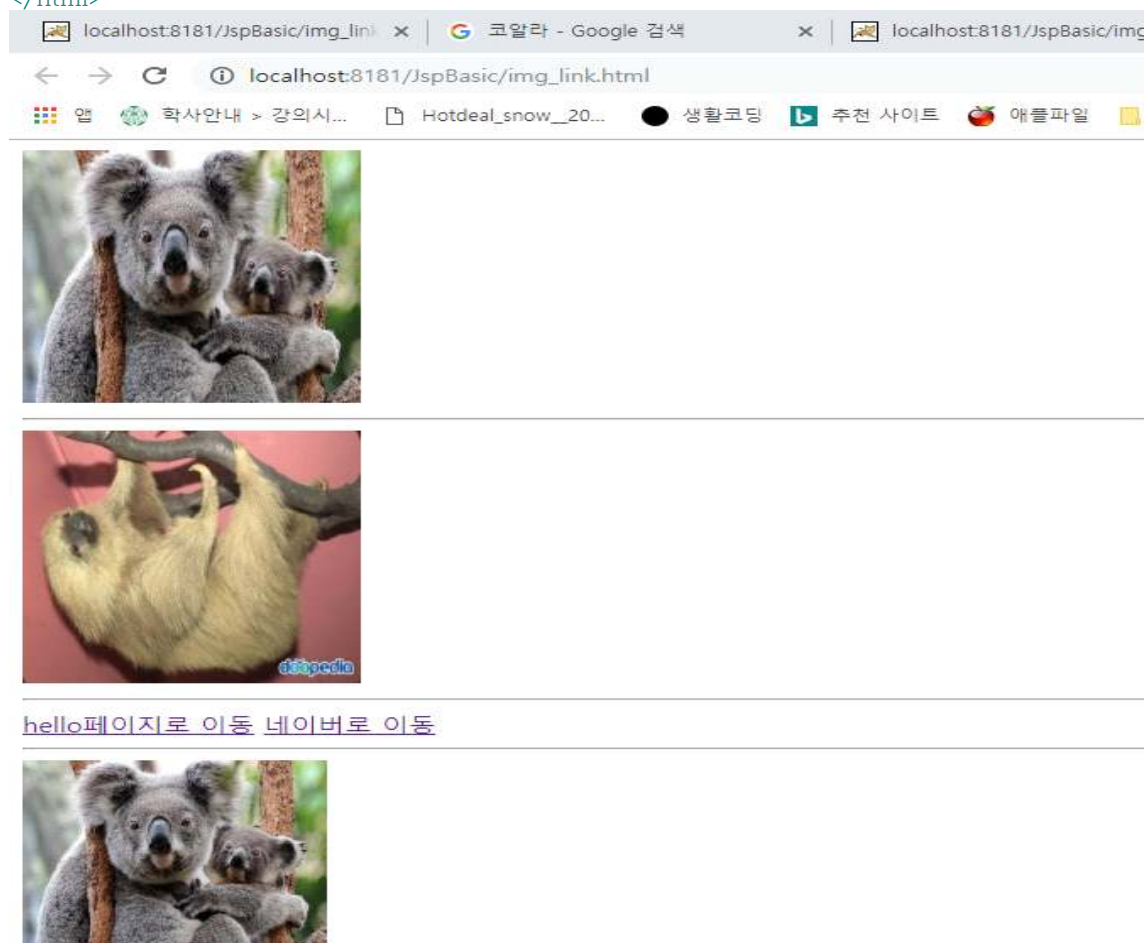 </html>
localhost:8181/JspBasic/img_lin 코알라 - Google 검색 localhost:8181/JspBasic/img
localhost:8181/JspBasic/img_link.html
앱 학사안내 > 강의시... Hotdeal_snow__20... 생활코딩 추천 사이트 애플파일
doopedia
hello페이지로 이동 네이버로 이동